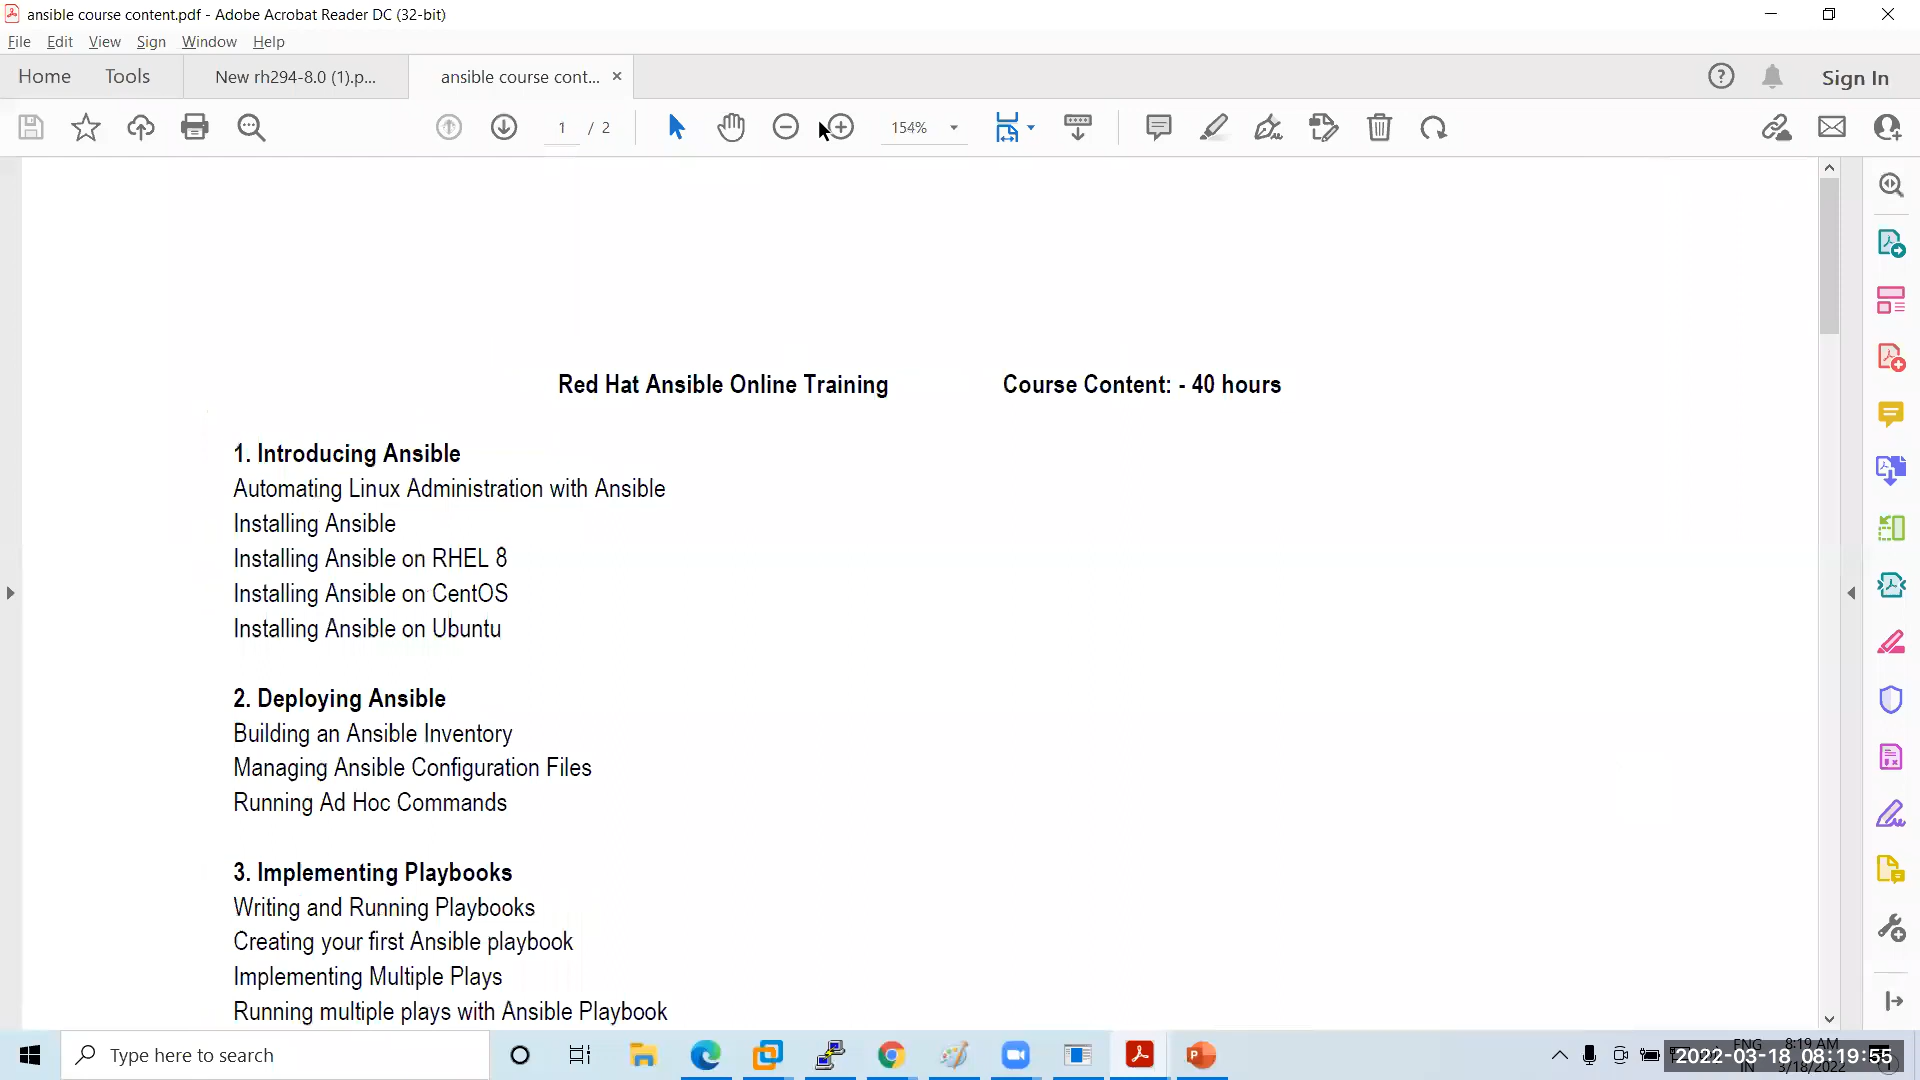 ansible course content.pdf - Adobe Acrobat Reader DC (32-bit)
File Edit View Sign Window Help
Home Tools New rh294-8.0 (1).p... ansible course cont... × Sign In
1 / 2 154%
Red Hat Ansible Online Training Course Content: - 40 hours
1. Introducing Ansible
Automating Linux Administration with Ansible
Installing Ansible
Installing Ansible on RHEL 8
Installing Ansible on CentOS
Installing Ansible on Ubuntu
2. Deploying Ansible
Building an Ansible Inventory
Managing Ansible Configuration Files
Running Ad Hoc Commands
3. Implementing Playbooks
Writing and Running Playbooks
Creating your first Ansible playbook
Implementing Multiple Plays
Running multiple plays with Ansible Playbook
Type here to search
ENG 8:19 AM
2022-03-18 08:19:55
IN 3/18/2022